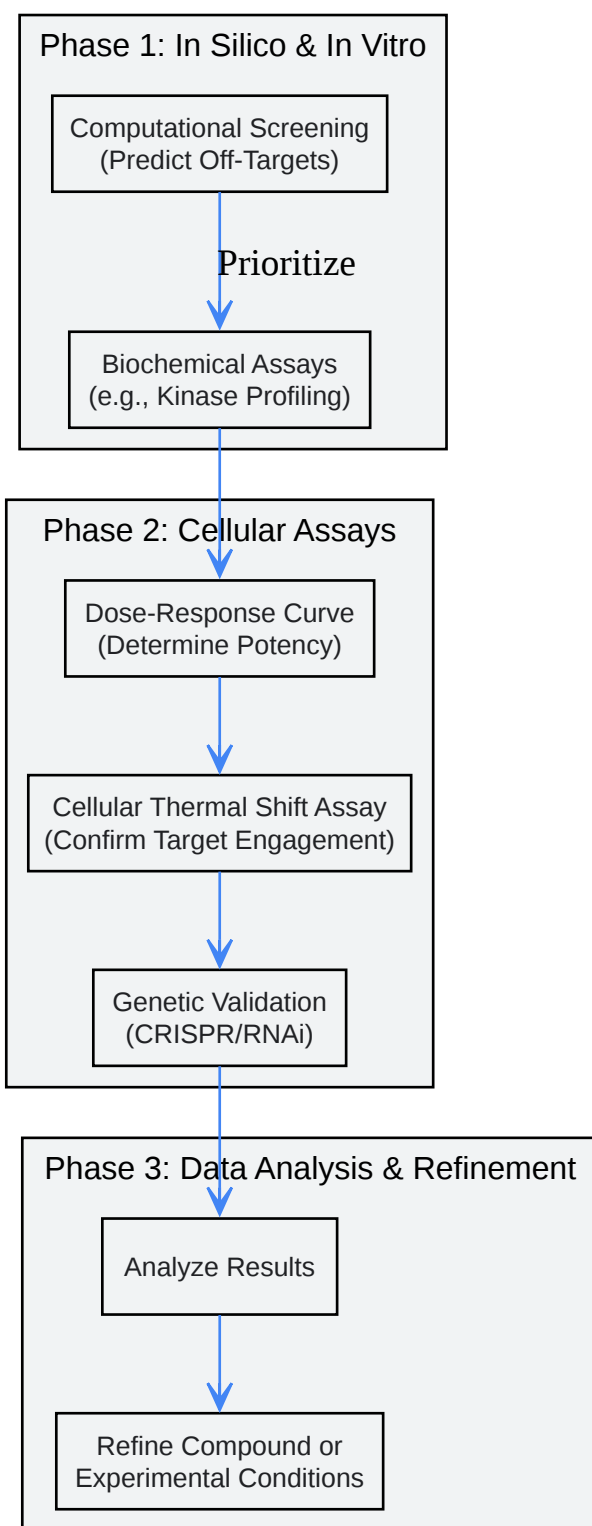 Phase 1: In Silico & In Vitro
Computational Screening
(Predict Off-Targets)
Prioritize
Biochemical Assays
(e.g., Kinase Profiling)
Phase 2: Cellular Assays
Dose-Response Curve
(Determine Potency)
Cellular Thermal Shift Assay
(Confirm Target Engagement)
Genetic Validation
(CRISPR/RNAi)
Phase 3: Data Analysis & Refinement
Analyze Results
Refine Compound or
Experimental Conditions